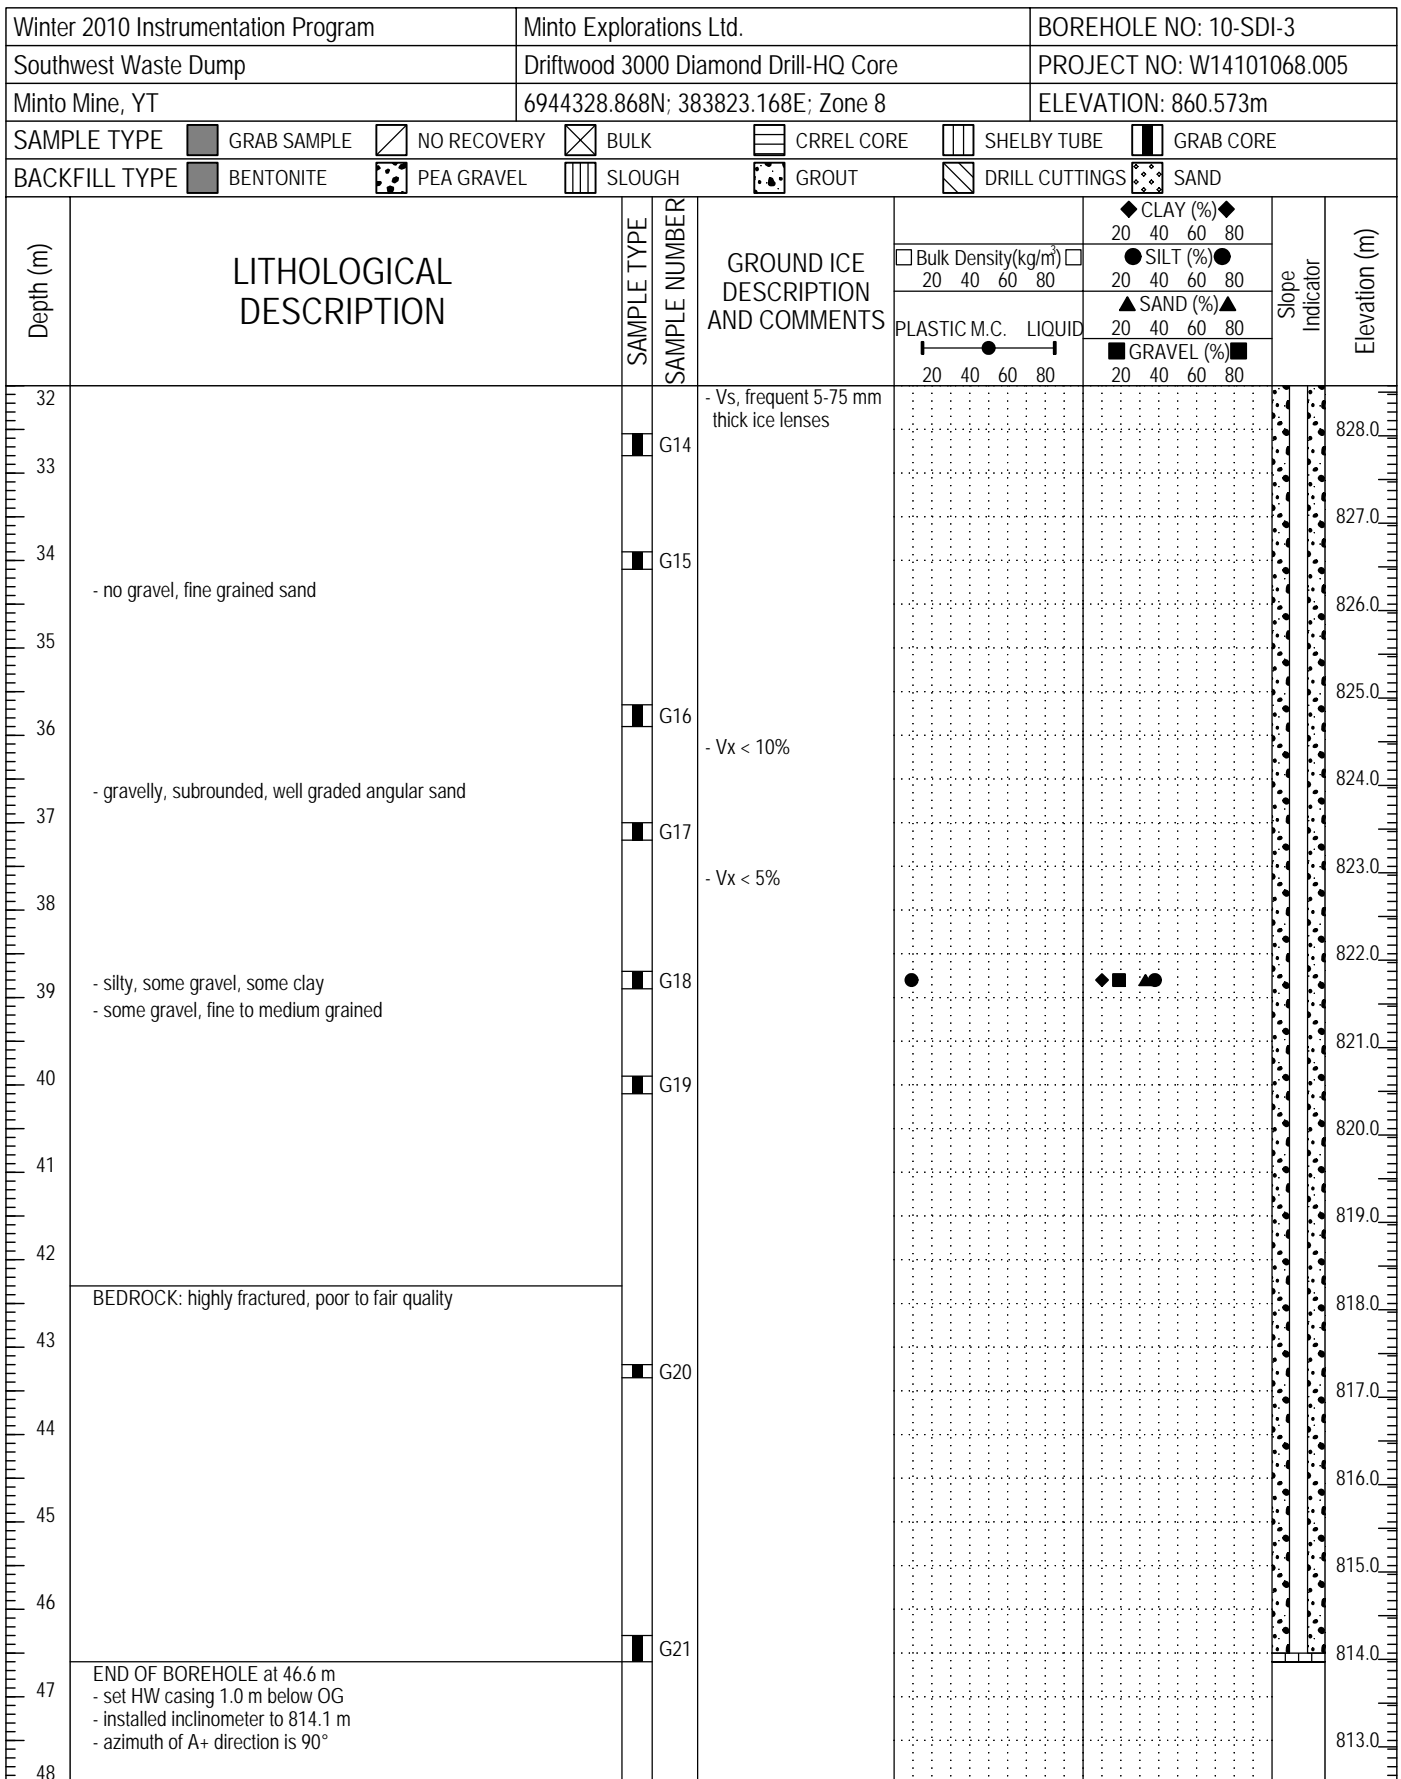 Winter 2010 Instrumentation Program
Minto Explorations Ltd.
BOREHOLE NO: 10-SDI-3
Southwest Waste Dump
Driftwood 3000 Diamond Drill-HQ Core
PROJECT NO: W14101068.005
Minto Mine, YT
6944328.868N; 383823.168E; Zone 8
ELEVATION: 860.573m
SAMPLE TYPE GRAB SAMPLE NO RECOVERY BULK CRREL CORE SHELBY TUBE GRAB CORE
BACKFILL TYPE BENTONITE PEA GRAVEL SLOUGH GROUT DRILL CUTTINGS SAND
Depth (m)
LITHOLOGICAL
DESCRIPTION
SAMPLE TYPE
SAMPLE NUMBER
GROUND ICE
DESCRIPTION
AND COMMENTS
Bulk Density(kg/m³)
20 40 60 80
PLASTIC M.C. LIQUID
20 40 60 80
CLAY (%)
20 40 60 80
SILT (%)
20 40 60 80
SAND (%)
20 40 60 80
GRAVEL (%)
20 40 60 80
Slope
Indicator
Elevation (m)
32
- Vs, frequent 5-75 mm
thick ice lenses
828.0
G14
33
827.0
34
G15
- no gravel, fine grained sand
826.0
35
825.0
G16
36
- Vx < 10%
824.0
- gravelly, subrounded, well graded angular sand
37
G17
823.0
- Vx < 5%
38
822.0
- silty, some gravel, some clay
G18
39
- some gravel, fine to medium grained
821.0
40
G19
820.0
41
819.0
42
BEDROCK: highly fractured, poor to fair quality
818.0
43
G20
817.0
44
816.0
45
815.0
46
G21
814.0
END OF BOREHOLE at 46.6 m
47
- set HW casing 1.0 m below OG
- installed inclinometer to 814.1 m
- azimuth of A+ direction is 90°
813.0
48